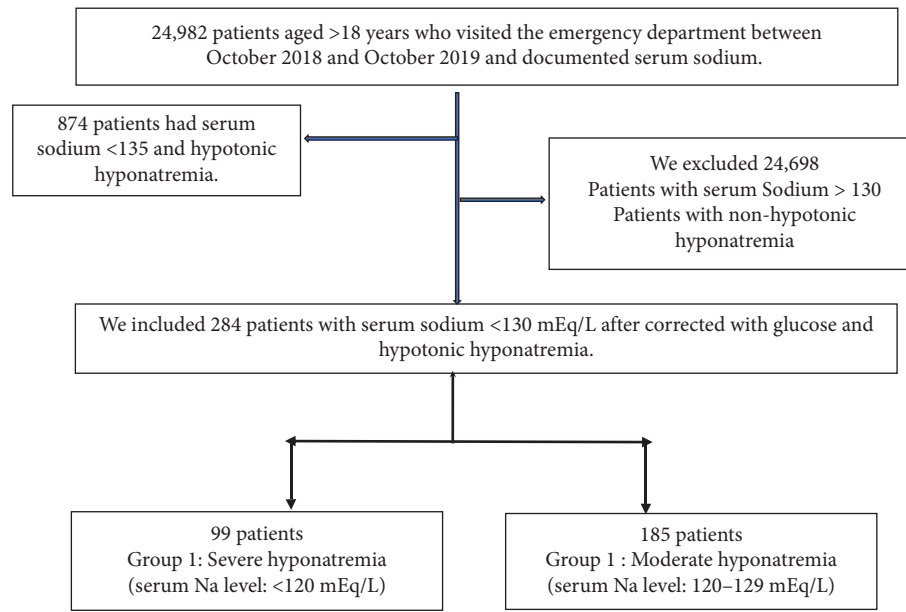 24,982 patients aged >18 years who visited the emergency department between
October 2018 and October 2019 and documented serum sodium.
874 patients had serum
sodium <135 and hypotonic
hyponatremia.
We excluded 24,698
Patients with serum Sodium > 130
Patients with non-hypotonic
hyponatremia
We included 284 patients with serum sodium <130 mEq/L after corrected with glucose and
hypotonic hyponatremia.
99 patients
Group 1: Severe hyponatremia
(serum Na level: <120 mEq/L)
185 patients
Group 1 : Moderate hyponatremia
(serum Na level: 120–129 mEq/L)